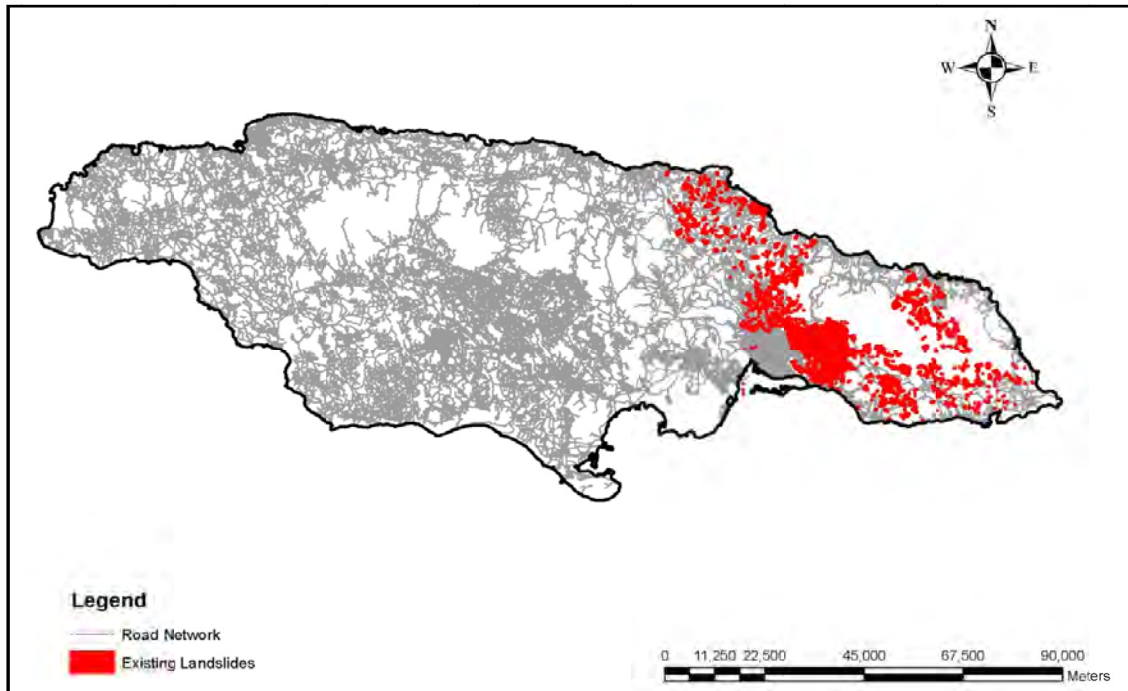 N
W E
S
Legend
Road Network
Existing Landslides
0 11,250 22,500 45,000 67,500 90,000
Meters